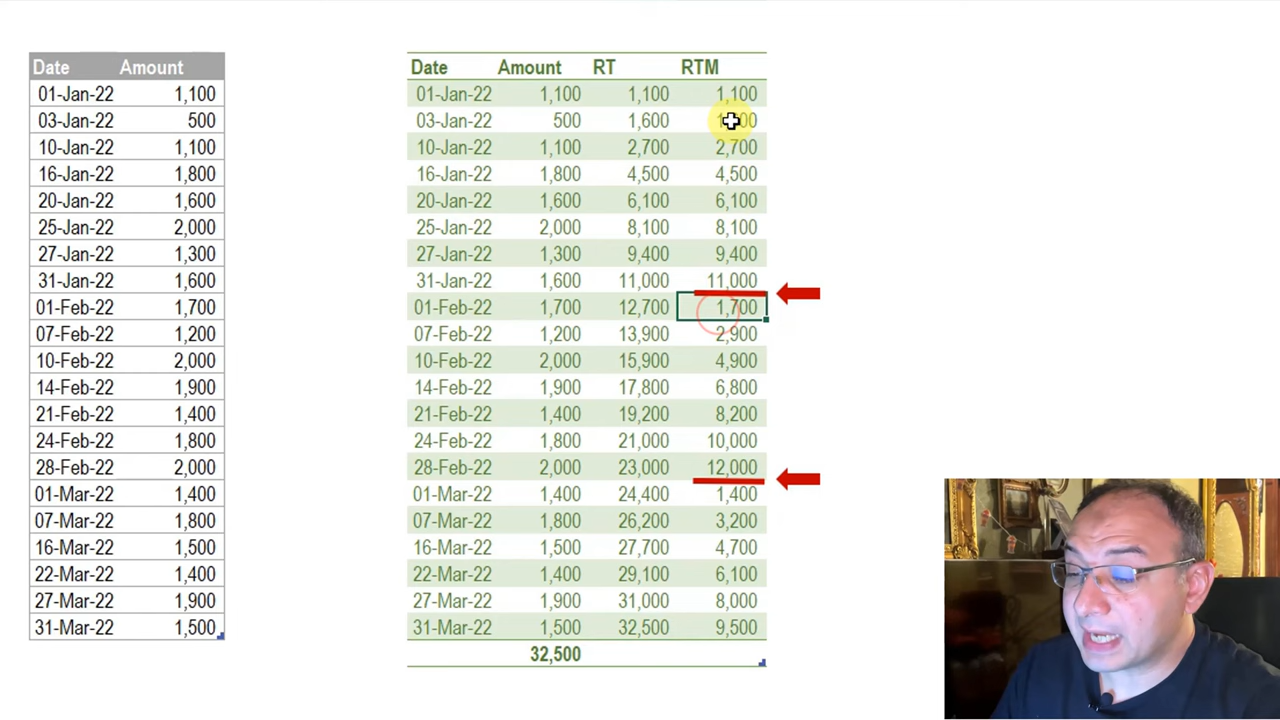 Date Amount
01-Jan-22 1,100
03-Jan-22 500
10-Jan-22 1,100
16-Jan-22 1,800
20-Jan-22 1,600
25-Jan-22 2,000
27-Jan-22 1,300
31-Jan-22 1,600
01-Feb-22 1,700
07-Feb-22 1,200
10-Feb-22 2,000
14-Feb-22 1,900
21-Feb-22 1,400
24-Feb-22 1,800
28-Feb-22 2,000
01-Mar-22 1,400
07-Mar-22 1,800
16-Mar-22 1,500
22-Mar-22 1,400
27-Mar-22 1,900
31-Mar-22 1,500
Date Amount RT RTM
01-Jan-22 1,100 1,100 1,100
03-Jan-22 500 1,600
10-Jan-22 1,100 2,700 2,700
16-Jan-22 1,800 4,500 4,500
20-Jan-22 1,600 6,100 6,100
25-Jan-22 2,000 8,100 8,100
27-Jan-22 1,300 9,400 9,400
31-Jan-22 1,600 11,000 11,000
01-Feb-22 1,700 12,700 1,700
07-Feb-22 1,200 13,900 2,900
10-Feb-22 2,000 15,900 4,900
14-Feb-22 1,900 17,800 6,800
21-Feb-22 1,400 19,200 8,200
24-Feb-22 1,800 21,000 10,000
28-Feb-22 2,000 23,000 12,000
01-Mar-22 1,400 24,400 1,400
07-Mar-22 1,800 26,200 3,200
16-Mar-22 1,500 27,700 4,700
22-Mar-22 1,400 29,100 6,100
27-Mar-22 1,900 31,000 8,000
31-Mar-22 1,500 32,500 9,500
32,500